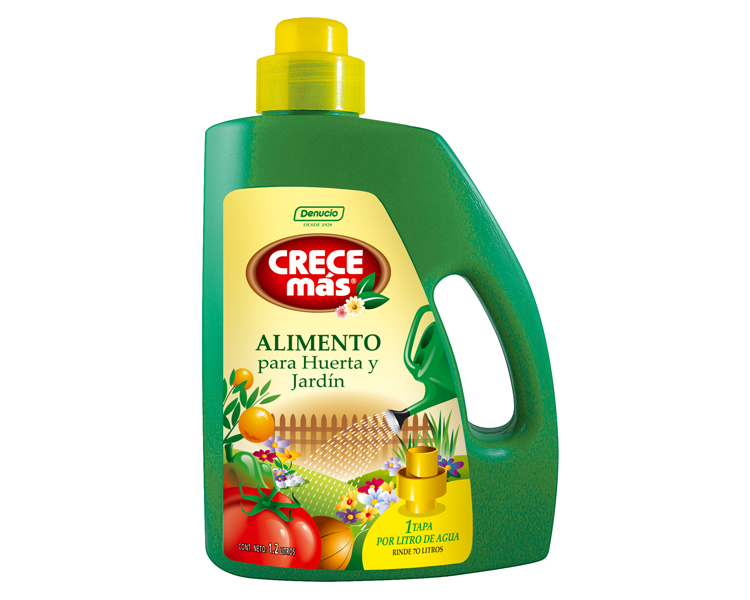 Denucio
DESDE 1928
CRECE
más®
ALIMENTO
para Huerta y
Jardín
1 TAPA
POR LITRO DE AGUA
RINDE 70 LITROS
CONT. NETO: 1.2 LITROS